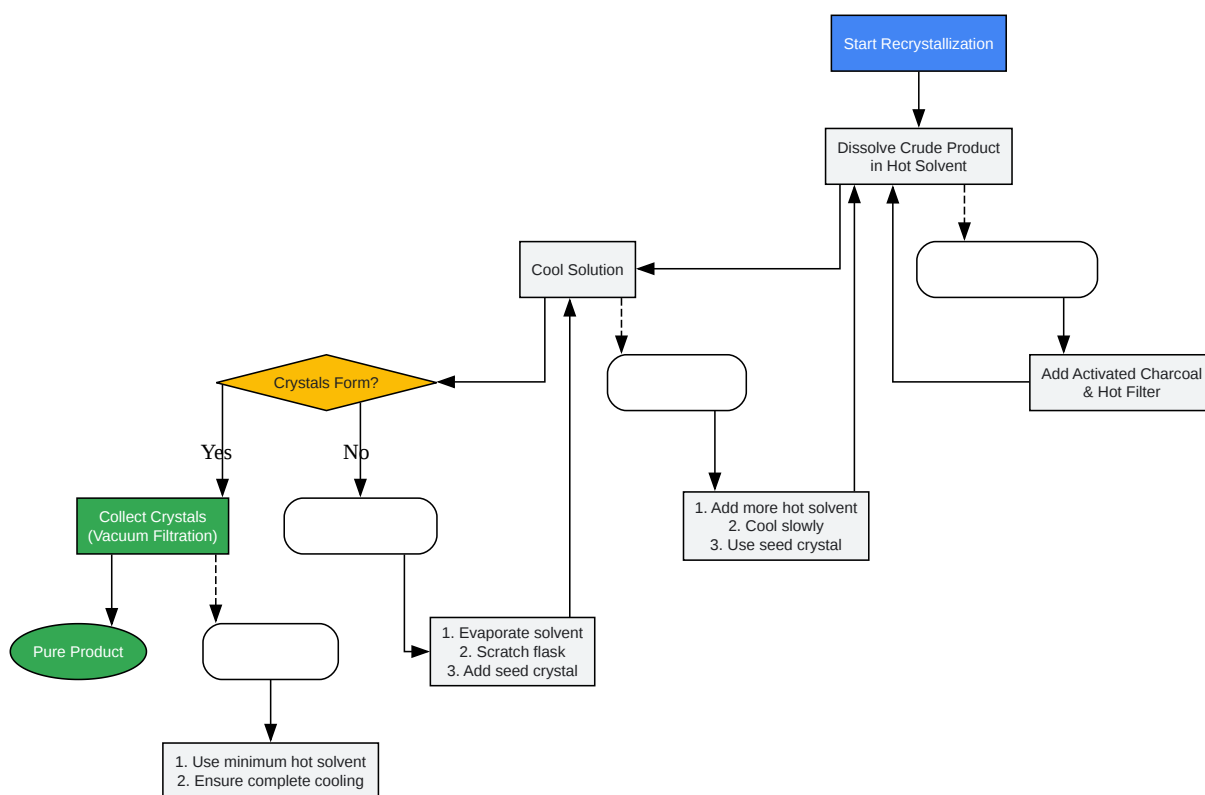 Start Recrystallization
Dissolve Crude Product
in Hot Solvent
Cool Solution
Crystals Form?
Add Activated Charcoal
& Hot Filter
Yes
No
Collect Crystals
(Vacuum Filtration)
1. Add more hot solvent
2. Cool slowly
3. Use seed crystal
Pure Product
1. Evaporate solvent
2. Scratch flask
3. Add seed crystal
1. Use minimum hot solvent
2. Ensure complete cooling